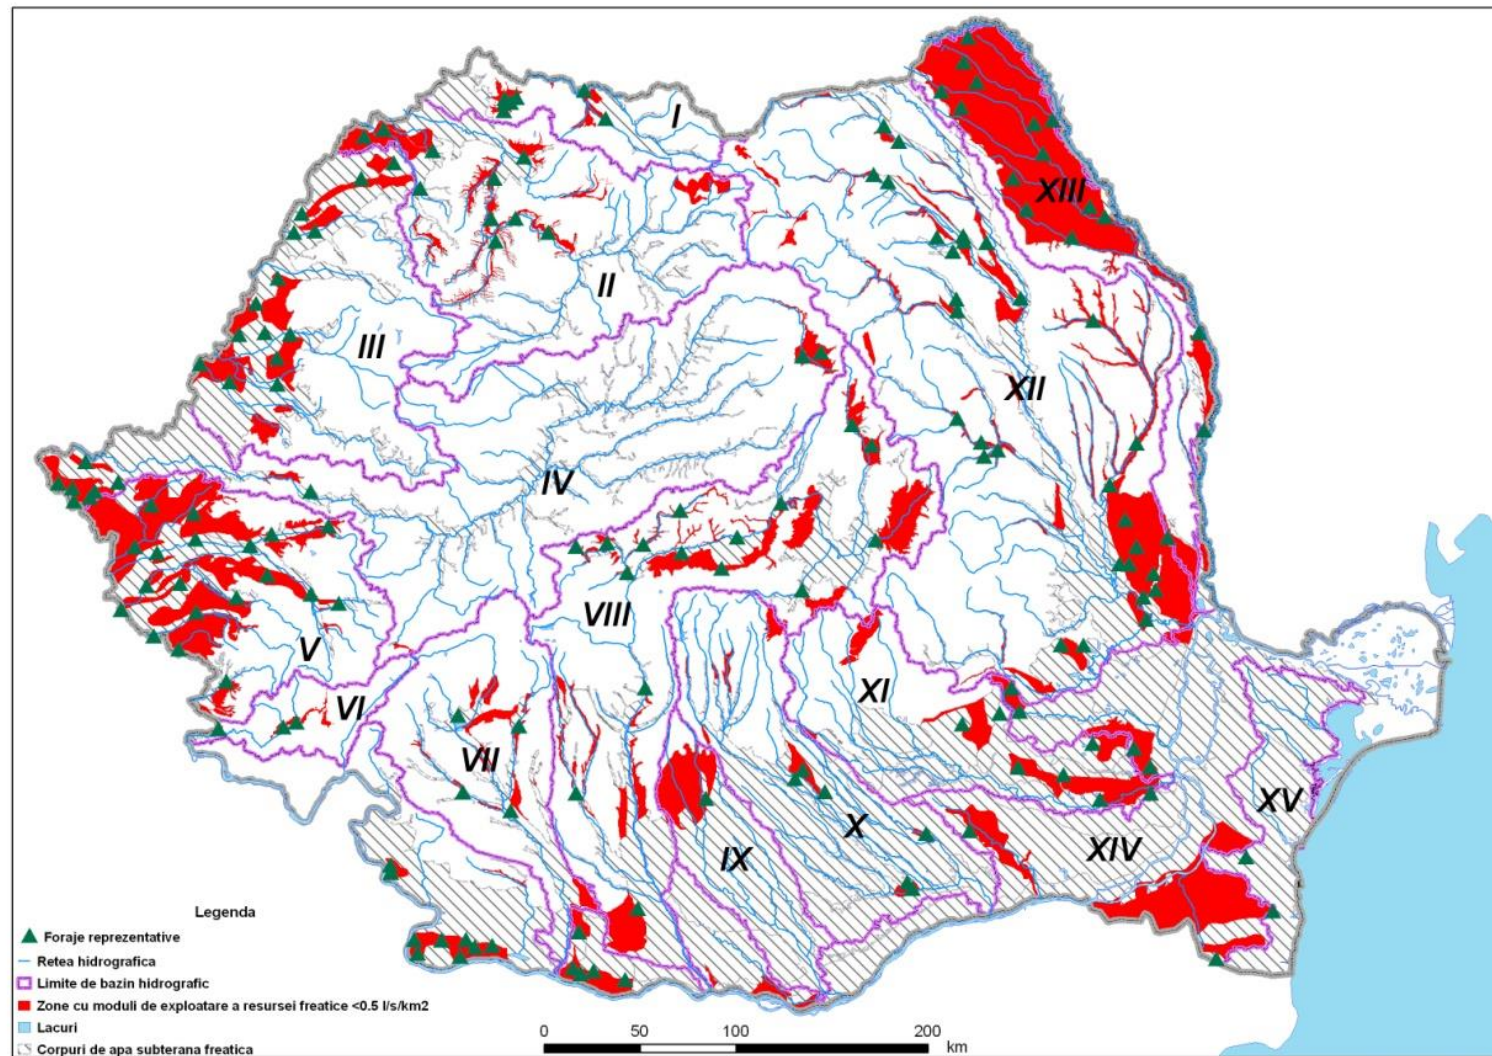 I
XIII
II
III
XII
IV
VIII
V
XI
VI
VII
XV
X
XIV
IX
Legenda
Foraje reprezentative
Retea hidrografica
Limite de bazin hidrografic
Zone cu moduli de exploatare a resursei freatice <0.5 l/s/km2
Lacuri
Corpuri de apa subterana freatica
0 50 100 200
km